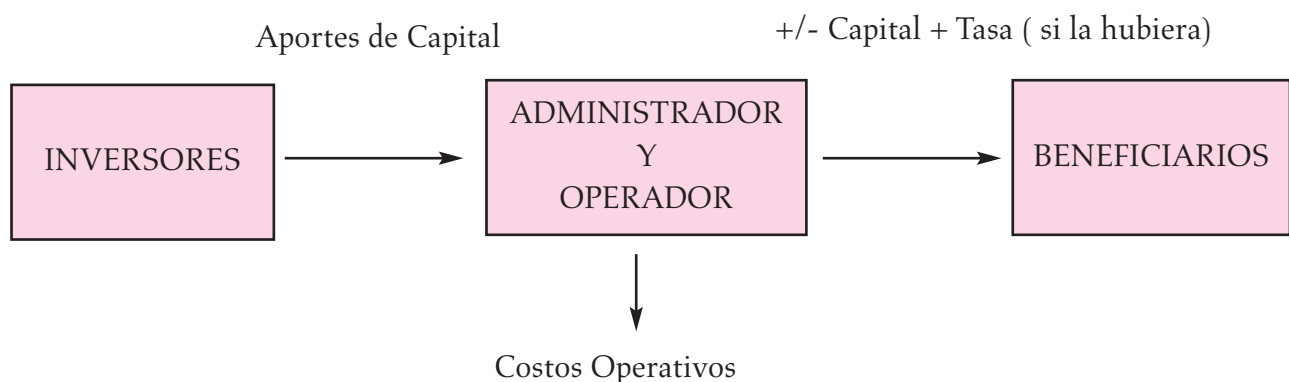 Aportes de Capital
+/- Capital + Tasa ( si la hubiera)
INVERSORES
ADMINISTRADOR
Y
OPERADOR
BENEFICIARIOS
Costos Operativos